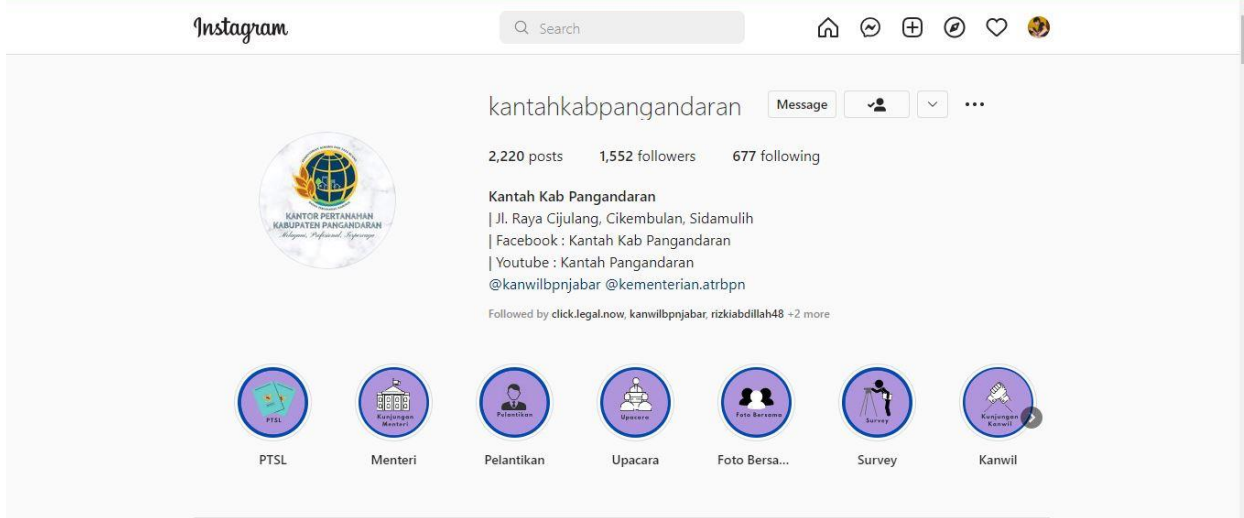 Instagram
Search
kantahkabpangandaran Message
2,220 posts 1,552 followers 677 following
Kantah Kab Pangandaran
| Jl. Raya Cijulang, Cikembulan, Sidamulih
| Facebook : Kantah Kab Pangandaran
| Youtube : Kantah Pangandaran
@kanwilbpnjabar @kementerian.atrbpn
Followed by click.legal.now, kanwilbpnjabar, rizkiabdillah48 +2 more
KANTOR PERTANAHAN
KABUPATEN PANGANDARAN
Melayani, Profesional, Terpercaya
PTSL
Kunjungan
Menteri
Pelantikan
Upacara
Foto Bersama
Survey
Kunjungan
Kanwil
PTSL Menteri Pelantikan Upacara Foto Bersa... Survey Kanwil